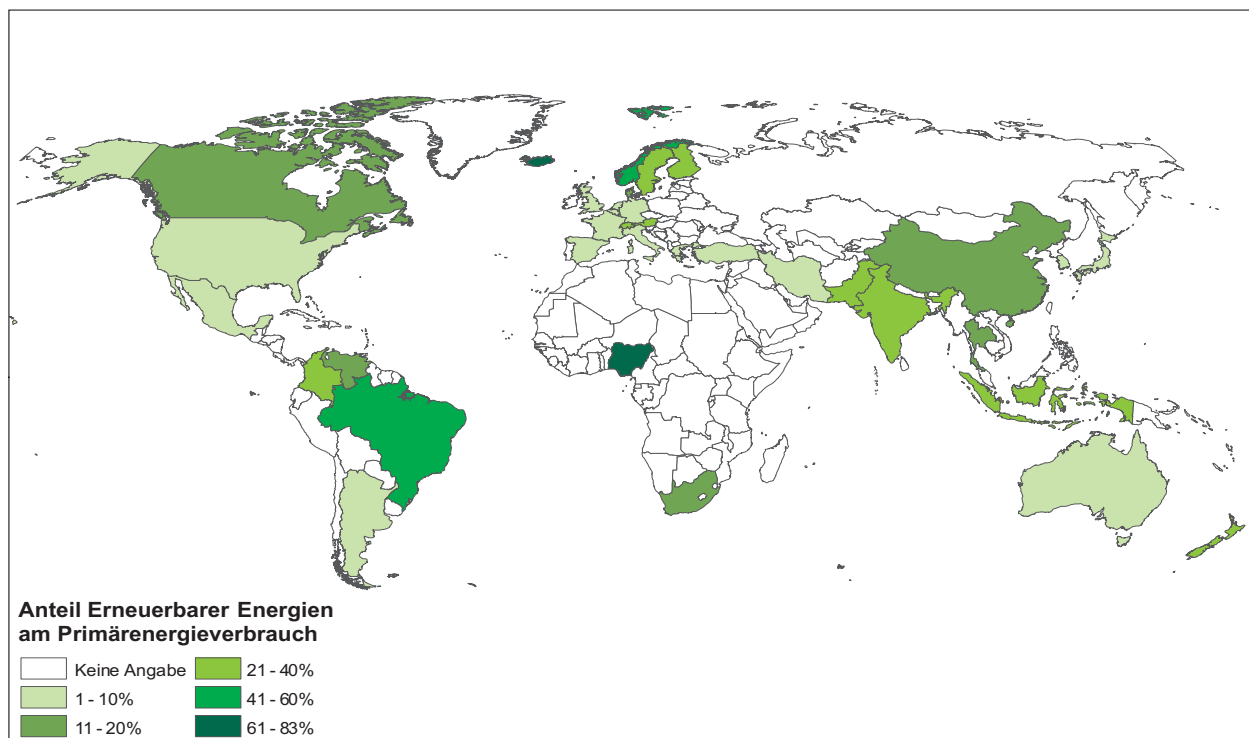 Anteil Erneuerbarer Energien
am Primärenergieverbrauch
Keine Angabe
1 - 10%
11 - 20%
21 - 40%
41 - 60%
61 - 83%